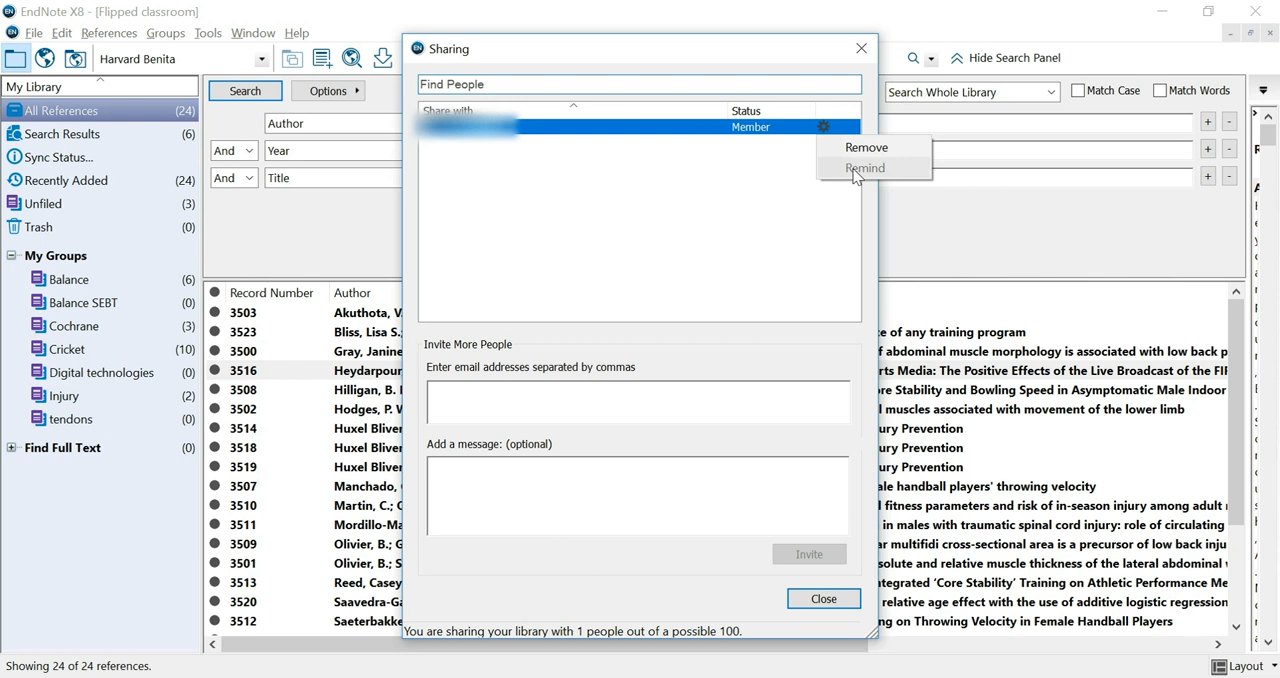 EndNote X8 - [Flipped classroom]
File Edit References Groups Tools Window Help
Harvard Benita
Hide Search Panel
My Library
All References (24)
Search Results (6)
Sync Status...
Recently Added (24)
Unfiled (3)
Trash (0)
My Groups
Balance (6)
Balance SEBT (0)
Cochrane (3)
Cricket (10)
Digital technologies (0)
Injury (2)
tendons (0)
Find Full Text (0)
Search Options
Search Whole Library Match Case Match Words
Author
And Year
And Title
+ -
+ -
+ -
Sharing
Find People
Share with Status
Member
Remove
Remind
Invite More People
Enter email addresses separated by commas
Add a message: (optional)
Invite
Close
You are sharing your library with 1 people out of a possible 100.
Record Number Author
3503 Akuthota, V
3523 Bliss, Lisa S.; ce of any training program
3500 Gray, Janine f abdominal muscle morphology is associated with low back p
3516 Heydarpour rts Media: The Positive Effects of the Live Broadcast of the FIF
3508 Hilligan, B. re Stability and Bowling Speed in Asymptomatic Male Indoor
3502 Hodges, P. W l muscles associated with movement of the lower limb
3514 Huxel Bliver ury Prevention
3518 Huxel Bliver ury Prevention
3519 Huxel Bliver ury Prevention
3507 Manchado, ale handball players' throwing velocity
3510 Martin, C.; C fitness parameters and risk of in-season injury among adult
3511 Mordillo-Ma in males with traumatic spinal cord injury: role of circulating
3509 Olivier, B.; G ar multifidi cross-sectional area is a precursor of low back inju
3501 Olivier, B.; S solute and relative muscle thickness of the lateral abdominal
3513 Reed, Casey ntegrated 'Core Stability' Training on Athletic Performance Me
3520 Saavedra-Ga relative age effect with the use of additive logistic regression
3512 Saeterbakke ng on Throwing Velocity in Female Handball Players
Showing 24 of 24 references.
Layout